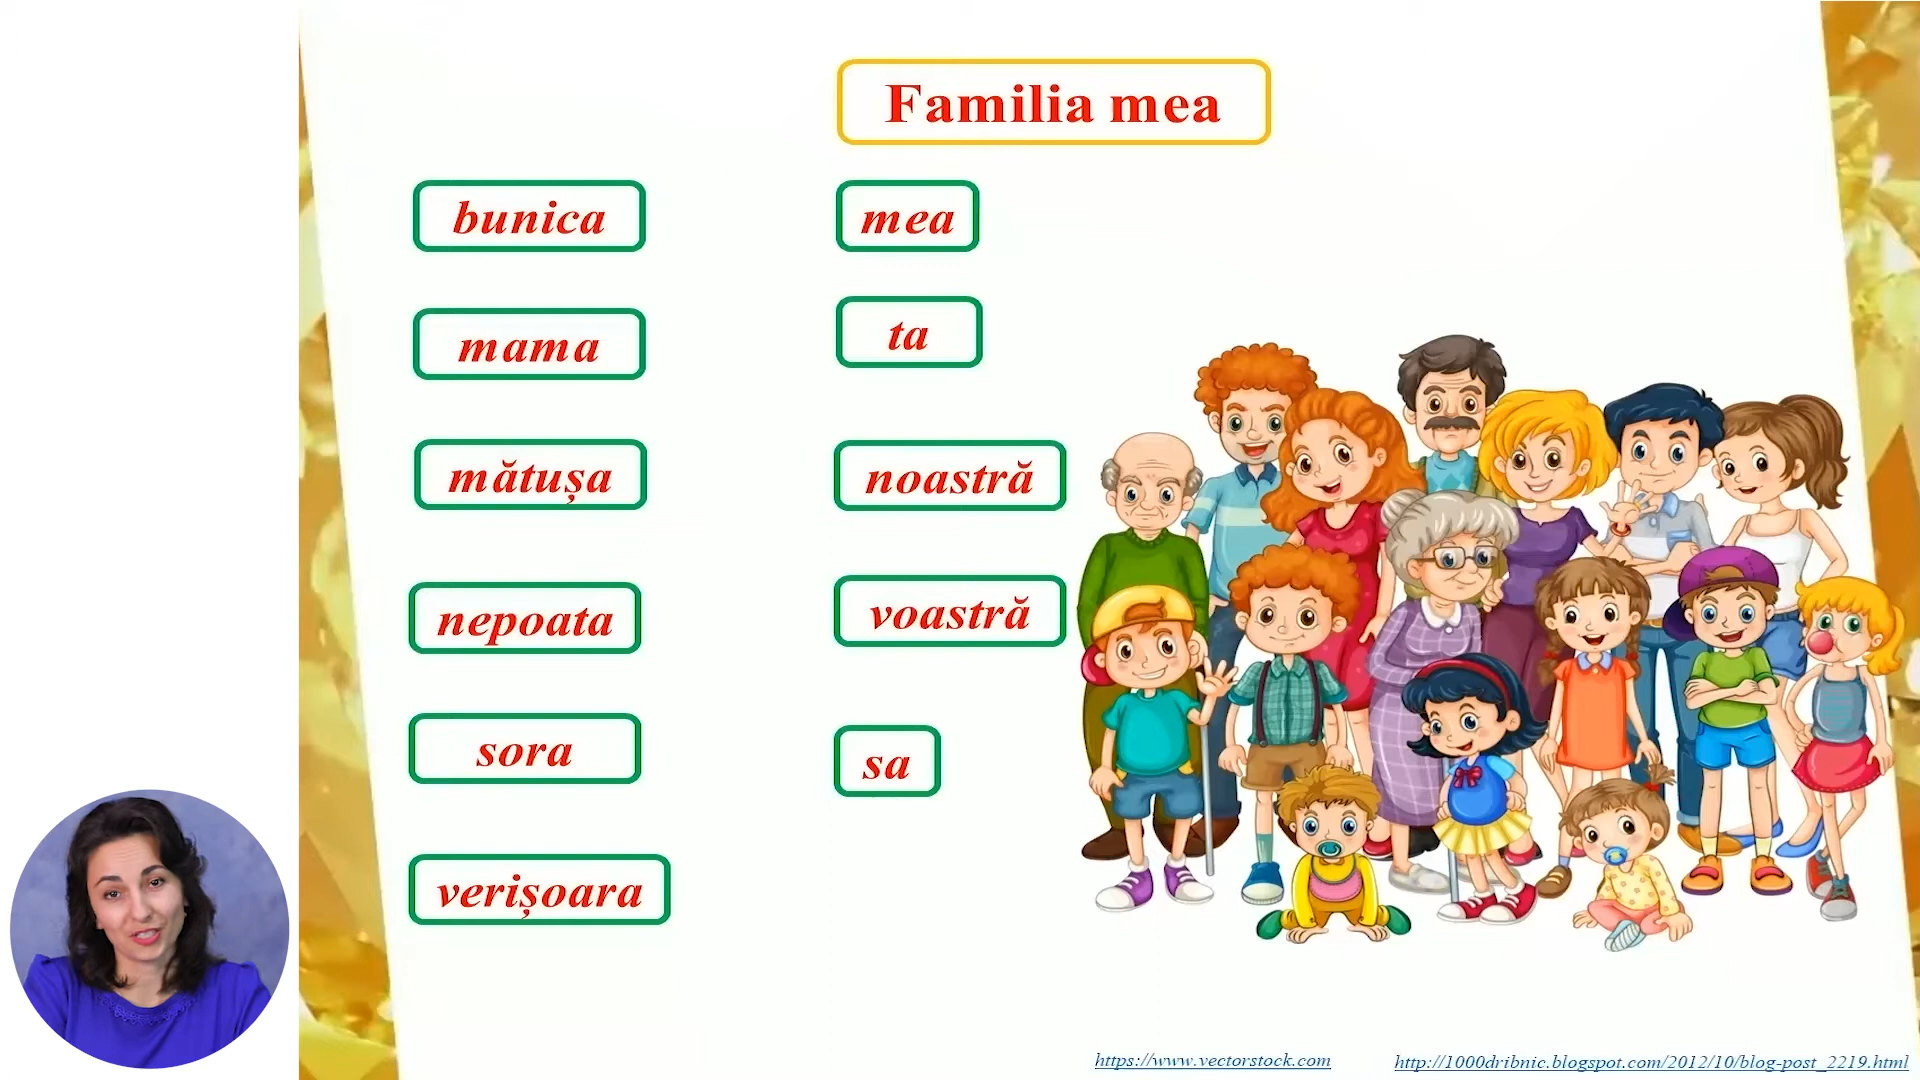 Familia mea
bunica
mama
mătușa
nepoata
sora
verișoara
mea
ta
noastră
voastră
sa
https://www.vectorstock.com
http://1000dribnic.blogspot.com/2012/10/blog-post_2219.html